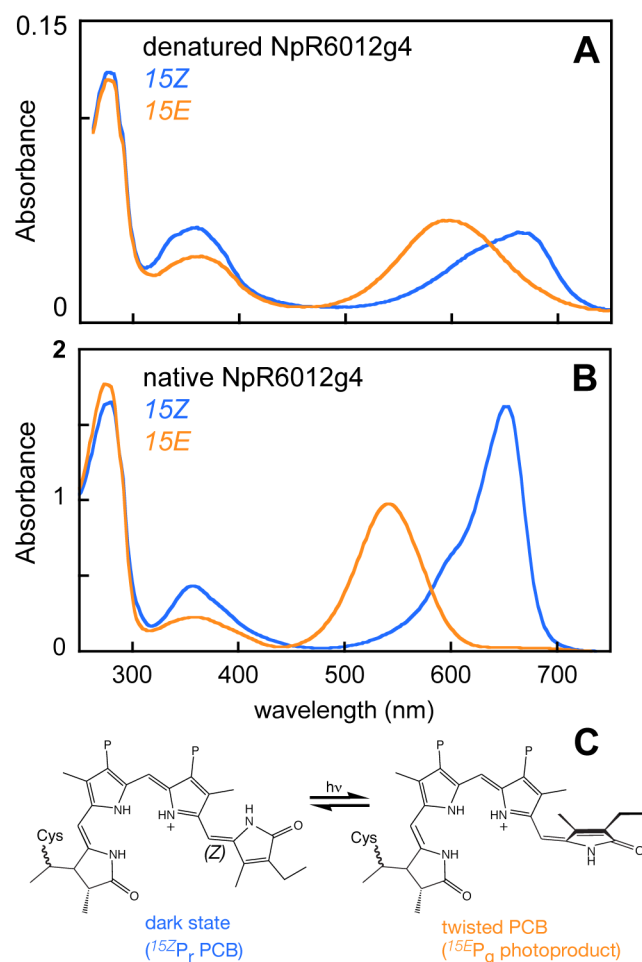 0.15
denatured NpR6012g4
A
15Z
15E
Absorbance
0
2
native NpR6012g4
B
15Z
15E
Absorbance
1
0
300 400 500 600 700
wavelength (nm)
C
P P
hν
NH HN + H N O
Cys (Z)
NH
O
P P
NH HN +
Cys N H O
NH
O
dark state
(15ZPr PCB)
twisted PCB
(15EPg photoproduct)